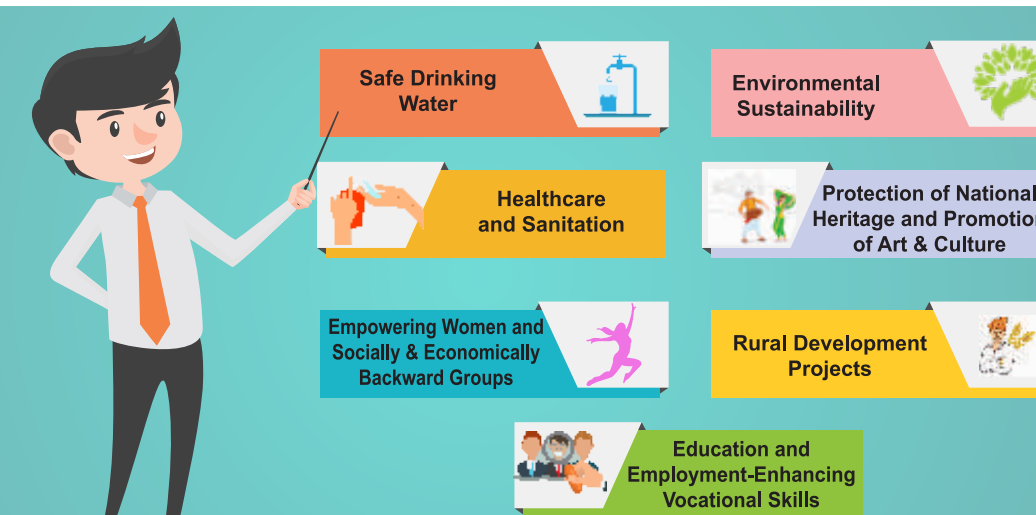 Safe Drinking
Water
Environmental
Sustainability
Healthcare
and Sanitation
Protection of National
Heritage and Promotion
of Art & Culture
Empowering Women and
Socially & Economically
Backward Groups
Rural Development
Projects
Education and
Employment-Enhancing
Vocational Skills